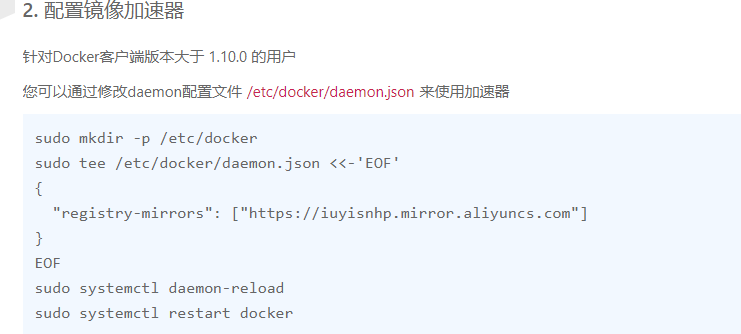 2. 配置镜像加速器
针对Docker客户端版本大于 1.10.0 的用户
您可以通过修改daemon配置文件 /etc/docker/daemon.json 来使用加速器
sudo mkdir -p /etc/docker
sudo tee /etc/docker/daemon.json <<-'EOF'
{
  "registry-mirrors": ["https://iuyisnhp.mirror.aliyuncs.com"]
}
EOF
sudo systemctl daemon-reload
sudo systemctl restart docker